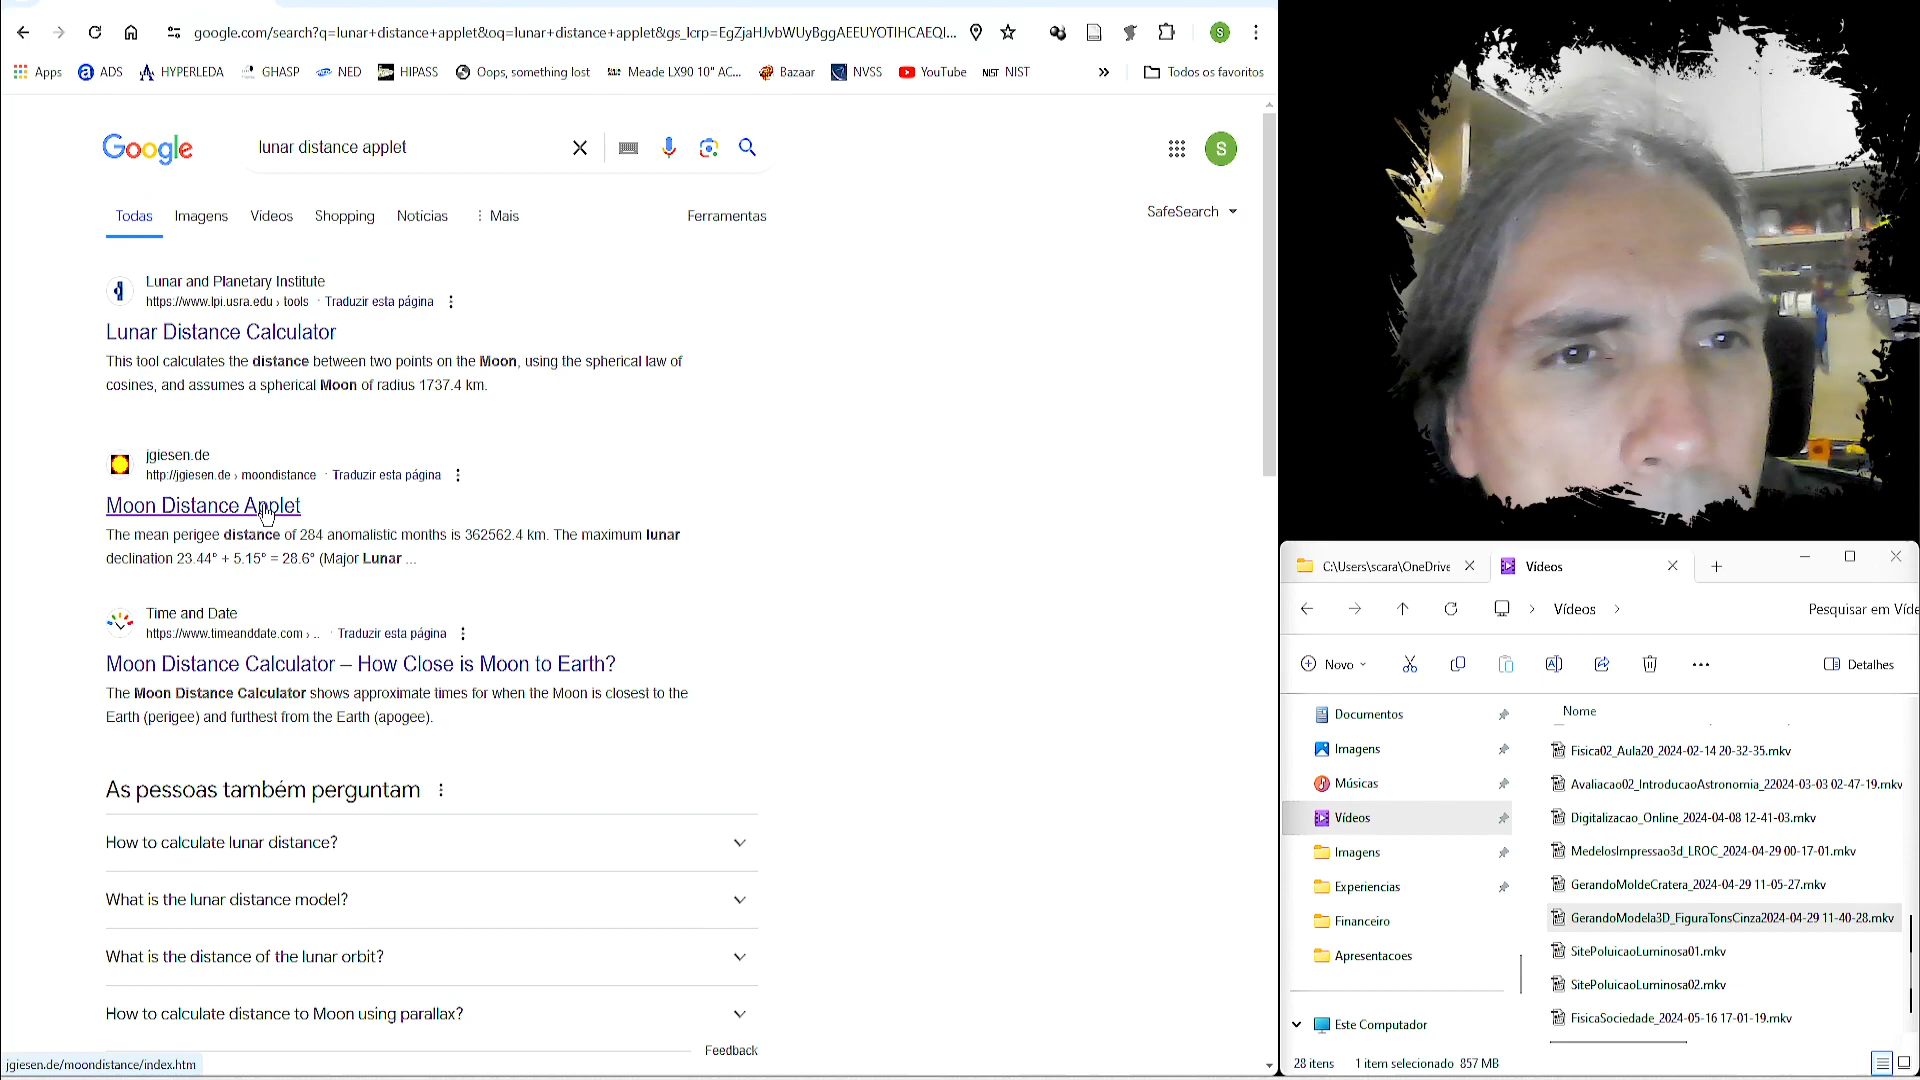 google.com/search?q=lunar+distance+applet&oq=lunar+distance+applet&gs_lcrp=EgZjaHJvbWUyBggAEEUYOTIHCAEQI...
S
Apps ADS HYPERLEDA GHASP NED HIPASS Oops, something lost Meade LX90 10" AC... Bazaar NVSS YouTube NIST NIST » Todos os favoritos
Google lunar distance applet S
Todas Imagens Vídeos Shopping Notícias Mais Ferramentas
SafeSearch
Lunar and Planetary Institute
https://www.lpi.usra.edu › tools · Traduzir esta página
Lunar Distance Calculator
This tool calculates the distance between two points on the Moon, using the spherical law of
cosines, and assumes a spherical Moon of radius 1737.4 km.
jgiesen.de
http://jgiesen.de › moondistance · Traduzir esta página
Moon Distance Applet
The mean perigee distance of 284 anomalistic months is 362562.4 km. The maximum lunar
declination 23.44° + 5.15° = 28.6° (Major Lunar ...
Time and Date
https://www.timeanddate.com › .. · Traduzir esta página
Moon Distance Calculator – How Close is Moon to Earth?
The Moon Distance Calculator shows approximate times for when the Moon is closest to the
Earth (perigee) and furthest from the Earth (apogee).
As pessoas também perguntam
How to calculate lunar distance?
What is the lunar distance model?
What is the distance of the lunar orbit?
How to calculate distance to Moon using parallax?
Feedback
jgiesen.de/moondistance/index.htm
C:\Users\scara\OneDrive Vídeos
Vídeos Pesquisar em Víde
Novo Detalhes
Nome
Documentos
Imagens
Músicas
Vídeos
Imagens
Experiencias
Financeiro
Apresentacoes
Este Computador
Fisica02_Aula20_2024-02-14 20-32-35.mkv
Avaliacao02_IntroducaoAstronomia_22024-03-03 02-47-19.mkv
Digitalizacao_Online_2024-04-08 12-41-03.mkv
MedelosImpressao3d_LROC_2024-04-29 00-17-01.mkv
GerandoMoldeCratera_2024-04-29 11-05-27.mkv
GerandoModela3D_FiguraTonsCinza2024-04-29 11-40-28.mkv
SitePoluicaoLuminosa01.mkv
SitePoluicaoLuminosa02.mkv
FisicaSociedade_2024-05-16 17-01-19.mkv
28 itens 1 item selecionado 857 MB